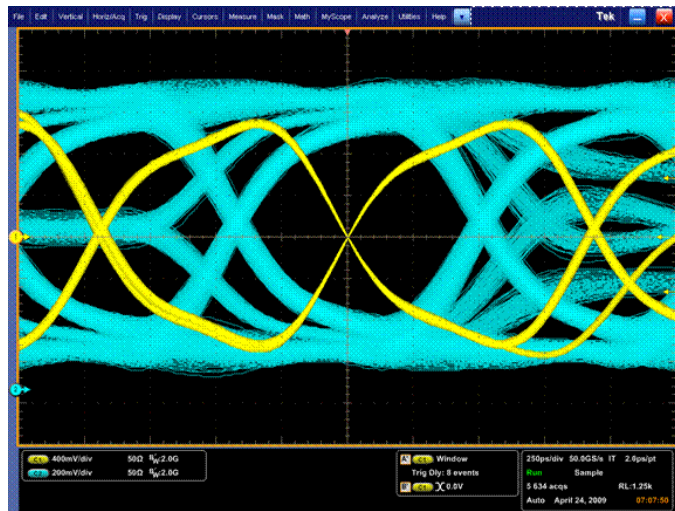 File Edit Vertical Horiz/Acq Trig Display Cursors Measure Mask Math MyScope Analyze Utilities Help Tek X
1
2
C1 400mV/div 50Ω BW:2.0G
C2 200mV/div 50Ω BW:2.0G
A' C1 Window
Trig Dly: 8 events
B' C1 0.0V
250ps/div 50.0GS/s IT 2.0ps/pt
Run Sample
5 634 acqs RL:1.25k
Auto April 24, 2009 07:07:50